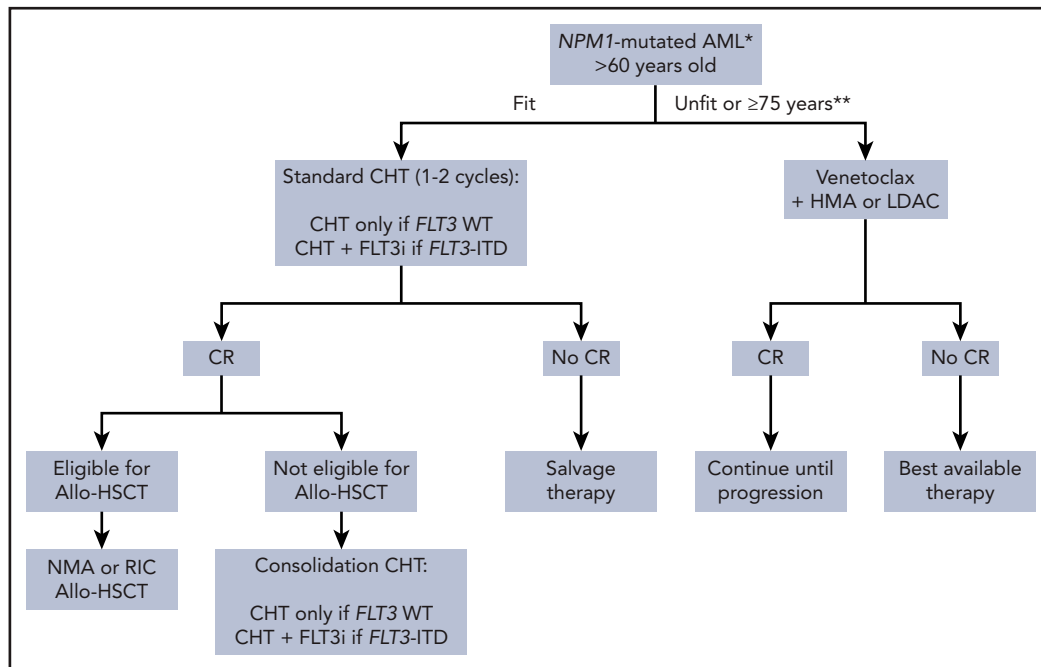 NPM1-mutated AML*
>60 years old
Fit
Unfit or ≥75 years**
Standard CHT (1-2 cycles):
CHT only if FLT3 WT
CHT + FLT3i if FLT3-ITD
Venetoclax
+ HMA or LDAC
CR
No CR
CR
No CR
Eligible for
Allo-HSCT
Not eligible for
Allo-HSCT
Salvage
therapy
Continue until
progression
Best available
therapy
NMA or RIC
Allo-HSCT
Consolidation CHT:
CHT only if FLT3 WT
CHT + FLT3i if FLT3-ITD